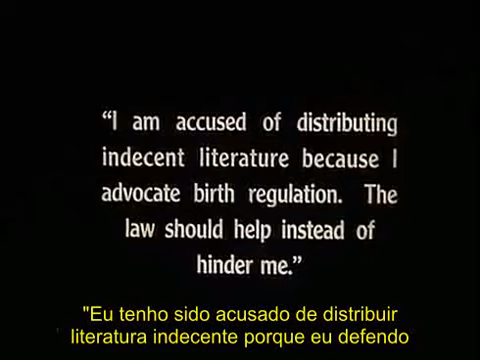 “I am accused of distributing
indecent literature because I
advocate birth regulation. The
law should help instead of
hinder me.”
"Eu tenho sido acusado de distribuir
literatura indecente porque eu defendo